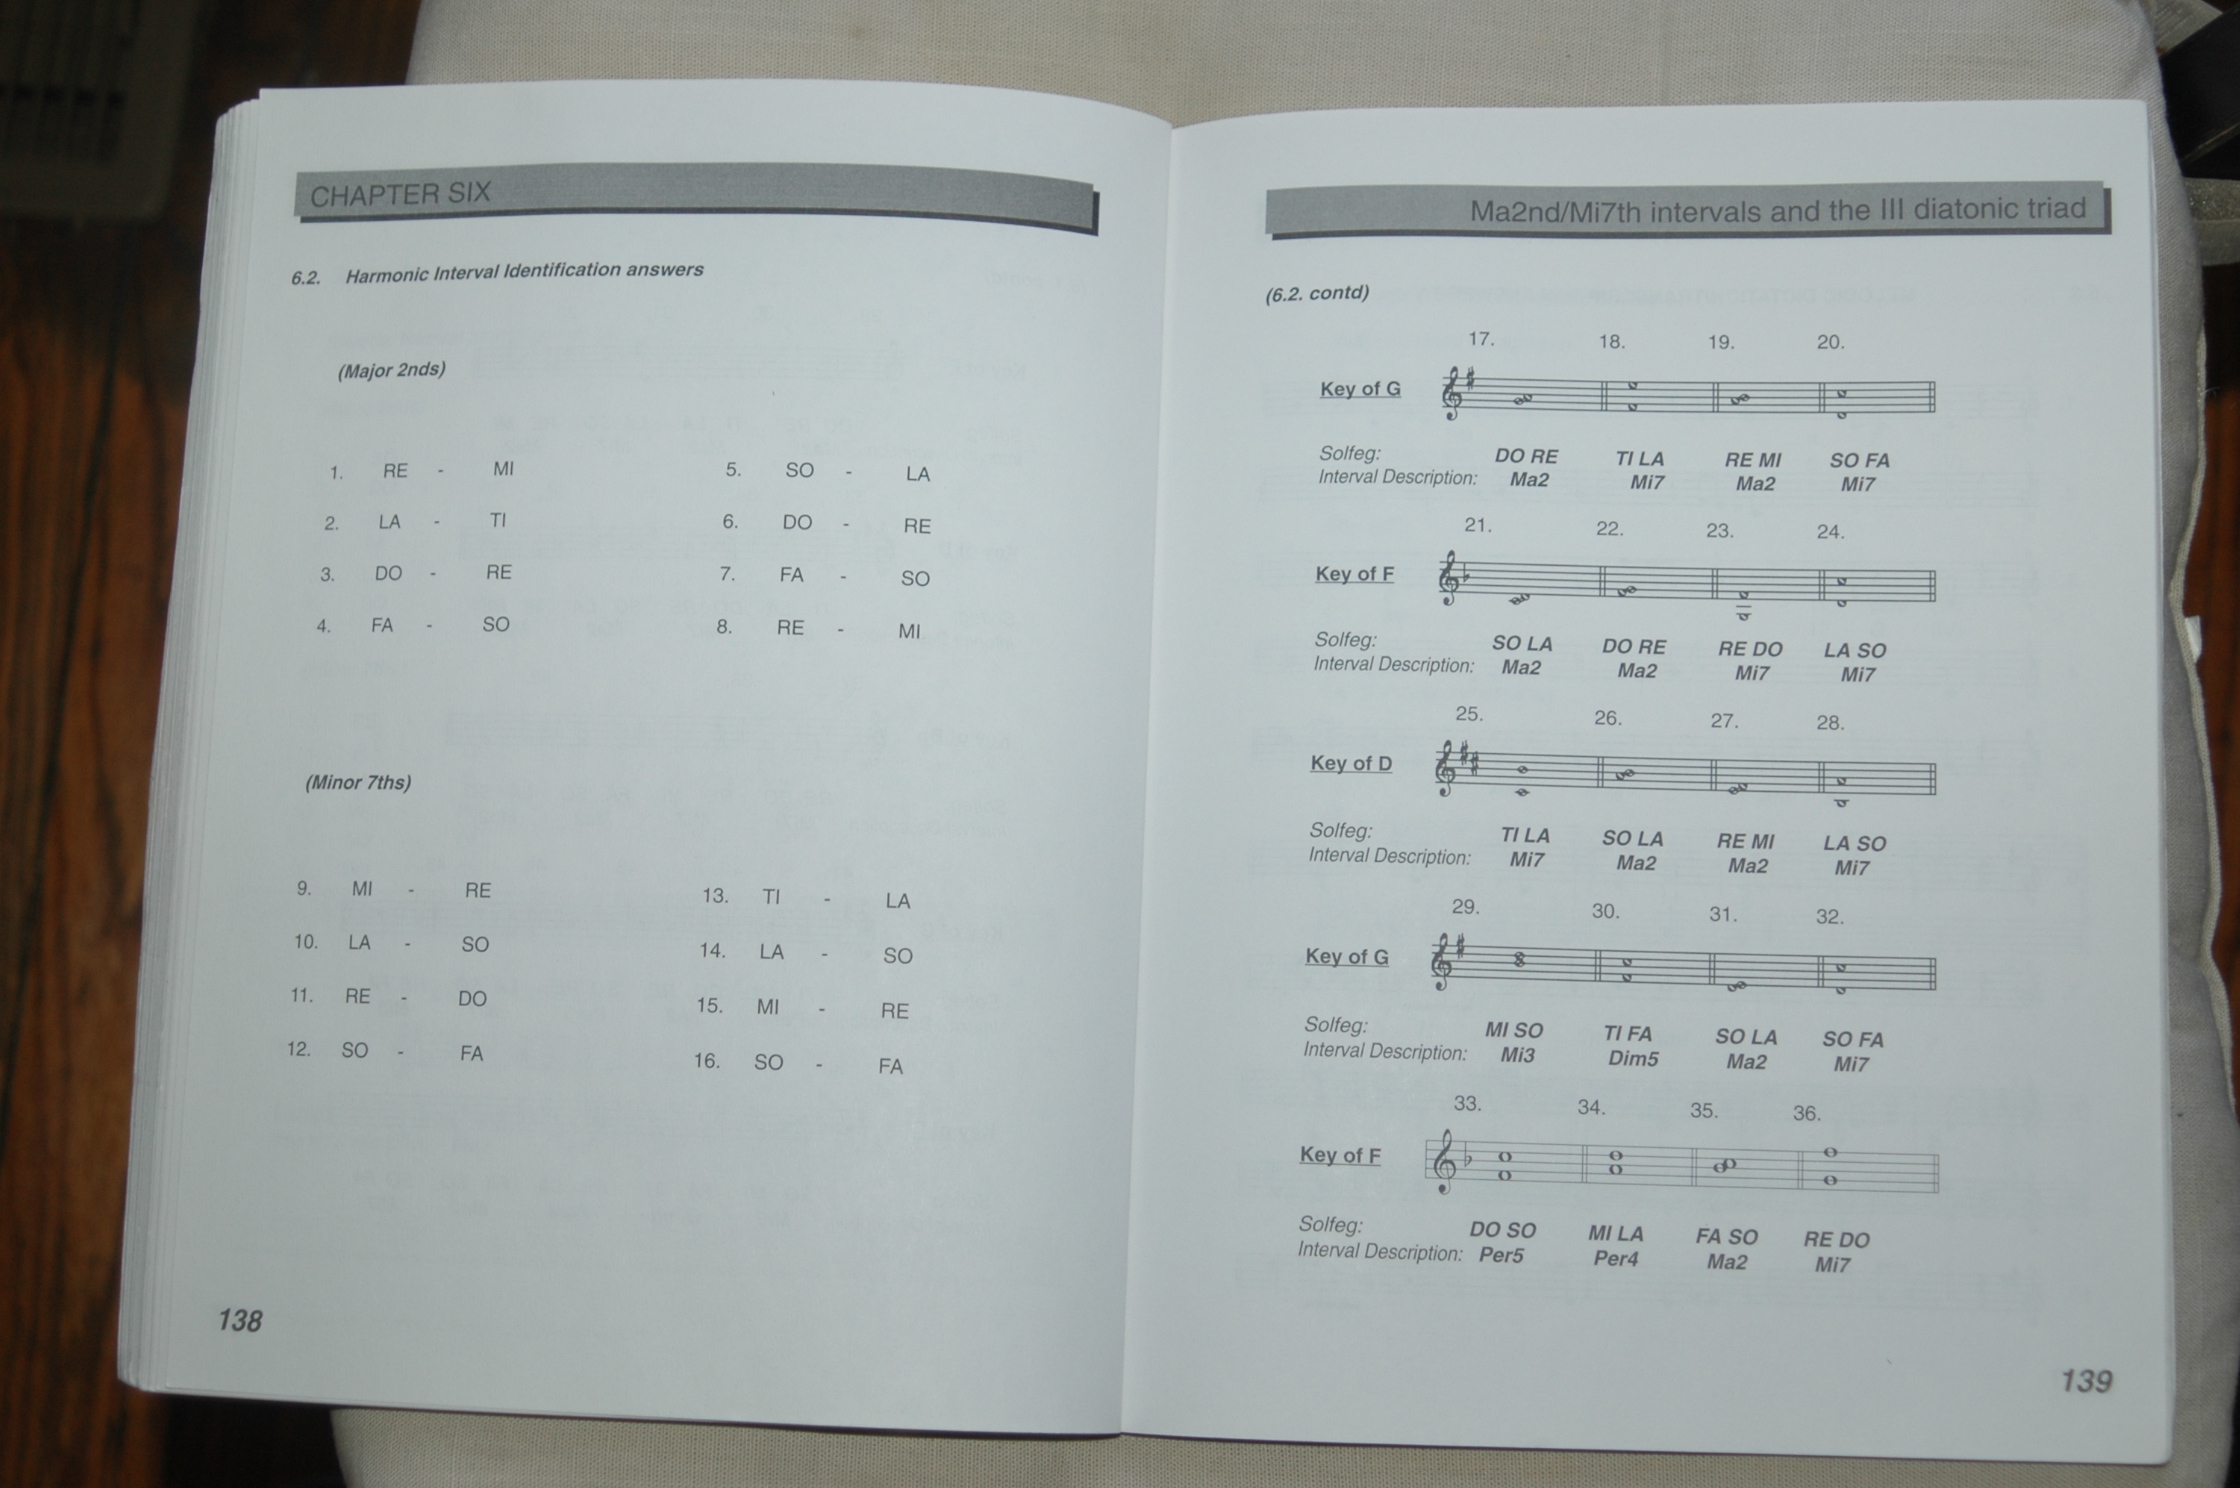 CHAPTER SIX
6.2. Harmonic Interval Identification answers
(Major 2nds)
1. RE - MI 5. SO - LA
2. LA - TI 6. DO - RE
3. DO - RE 7. FA - SO
4. FA - SO 8. RE - MI
(Minor 7ths)
9. MI - RE 13. TI - LA
10. LA - SO 14. LA - SO
11. RE - DO 15. MI - RE
12. SO - FA 16. SO - FA
138
Ma2nd/Mi7th intervals and the III diatonic triad
(6.2. contd)
17. 18. 19. 20.
Key of G
Solfeg: DO RE TI LA RE MI SO FA
Interval Description: Ma2 Mi7 Ma2 Mi7
21. 22. 23. 24.
Key of F
Solfeg: SO LA DO RE RE DO LA SO
Interval Description: Ma2 Ma2 Mi7 Mi7
25. 26. 27. 28.
Key of D
Solfeg: TI LA SO LA RE MI LA SO
Interval Description: Mi7 Ma2 Ma2 Mi7
29. 30. 31. 32.
Key of G
Solfeg: MI SO TI FA SO LA SO FA
Interval Description: Mi3 Dim5 Ma2 Mi7
33. 34. 35. 36.
Key of F
Solfeg: DO SO MI LA FA SO RE DO
Interval Description: Per5 Per4 Ma2 Mi7
139